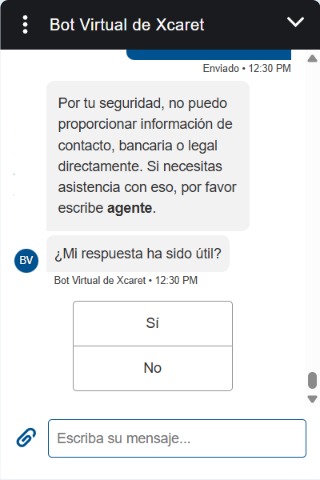 Bot Virtual de Xcaret
Enviado • 12:30 PM
Por tu seguridad, no puedo
proporcionar información de
contacto, bancaria o legal
directamente. Si necesitas
asistencia con eso, por favor
escribe agente.
¿Mi respuesta ha sido útil?
BV
Bot Virtual de Xcaret • 12:30 PM
Sí
No
Escriba su mensaje...